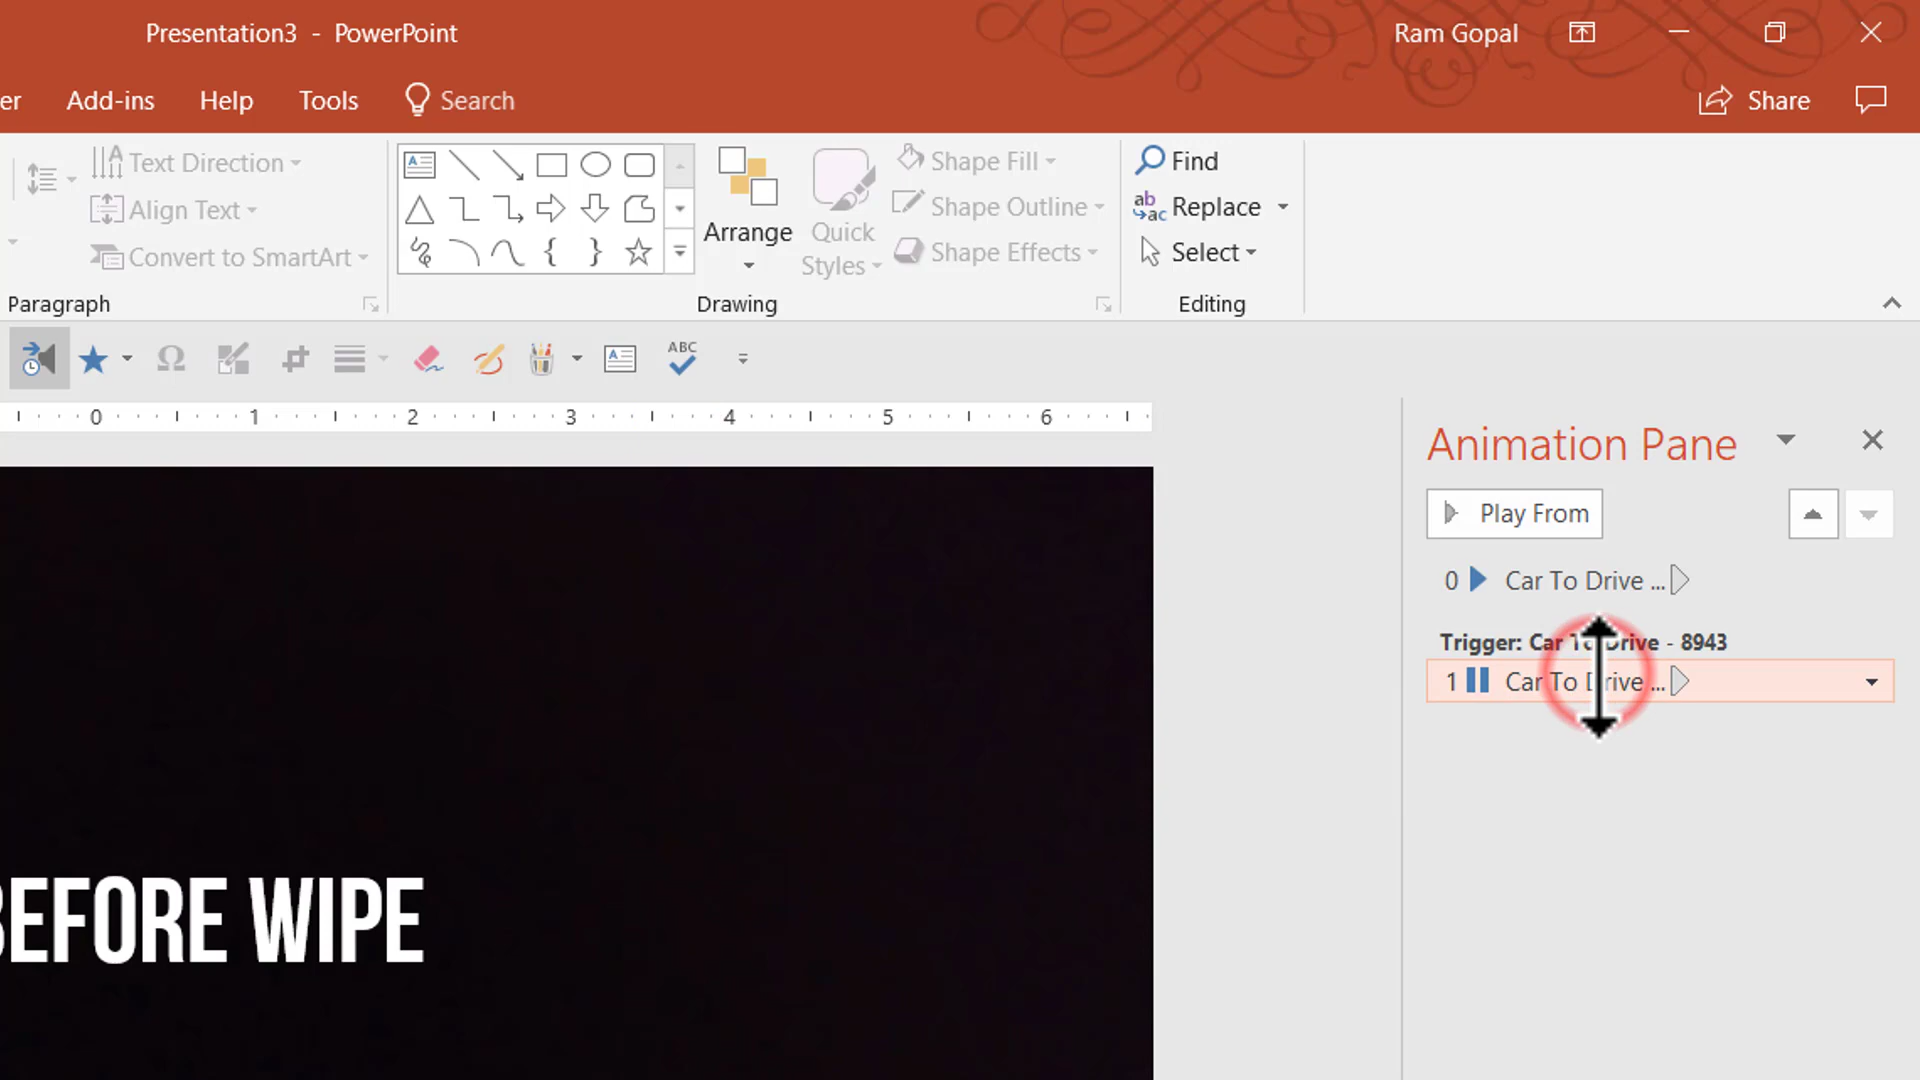 Presentation3 - PowerPoint
Ram Gopal
er
Add-ins
Help
Tools
Search
Share
Text Direction
Align Text
Convert to SmartArt
Paragraph
Arrange
Quick
Styles
Shape Fill
Shape Outline
Shape Effects
Drawing
Find
Replace
Select
Editing
ABC
0 1 2 3 4 5 6
Animation Pane
Play From
0 Car To Drive ...
Trigger: Car To Drive - 8943
1 Car To Drive ...
BEFORE WIPE